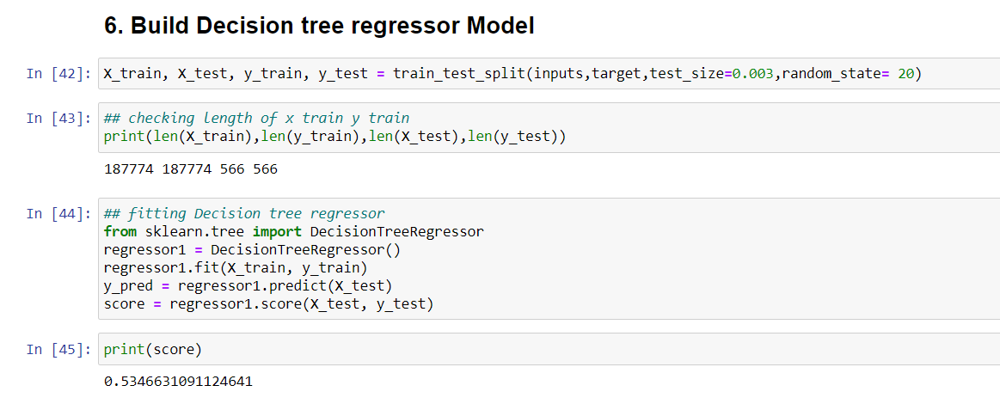 6. Build Decision tree regressor Model
In [42]: X_train, X_test, y_train, y_test = train_test_split(inputs,target,test_size=0.003,random_state= 20)
In [43]: ## checking length of x train y train
print(len(X_train),len(y_train),len(X_test),len(y_test))
187774 187774 566 566
In [44]: ## fitting Decision tree regressor
from sklearn.tree import DecisionTreeRegressor
regressor1 = DecisionTreeRegressor()
regressor1.fit(X_train, y_train)
y_pred = regressor1.predict(X_test)
score = regressor1.score(X_test, y_test)
In [45]: print(score)
0.5346631091124641